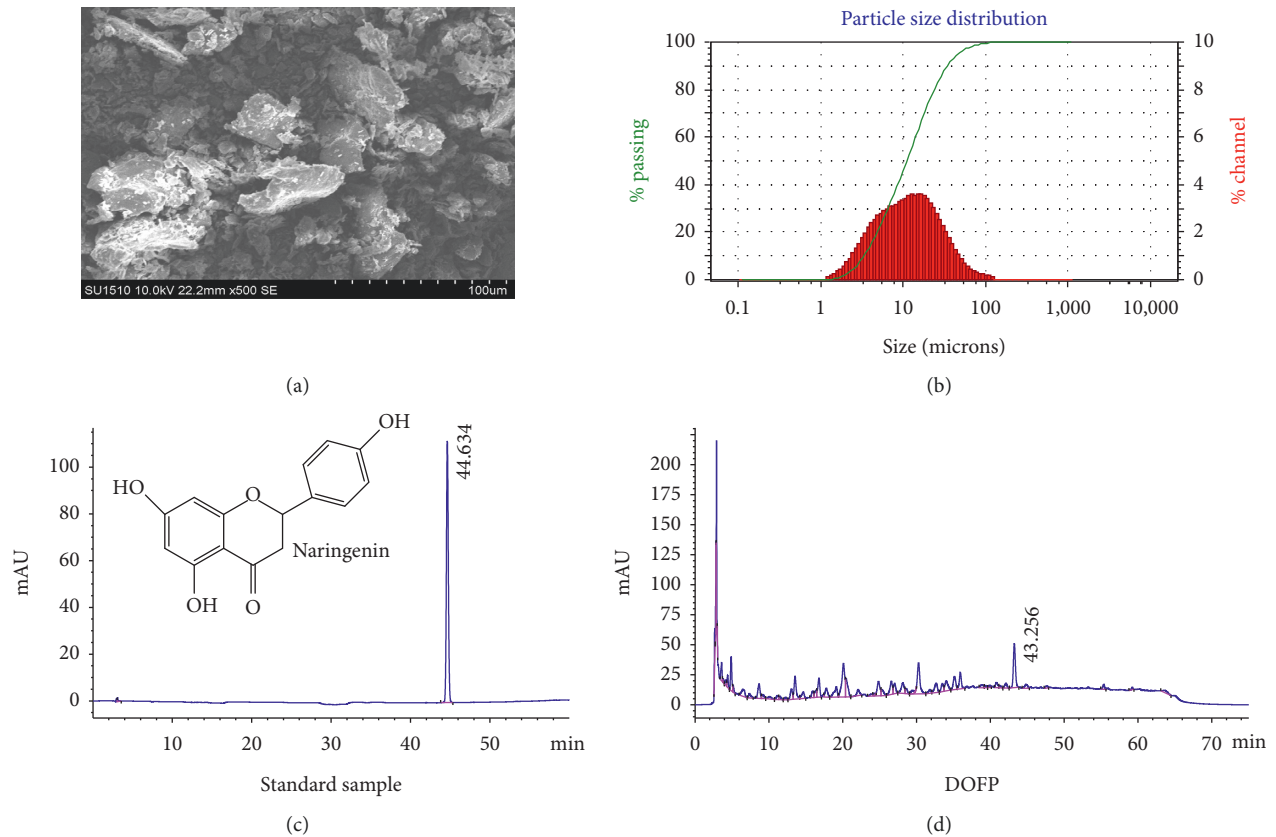 SU1510 10.0kV 22.2mm x500 SE
100um
(a)
Particle size distribution
% passing
100
80
60
40
20
0
% channel
10
8
6
4
2
0
0.1 1 10 100 1,000 10,000
Size (microns)
(b)
mAU
100
80
60
40
20
0
OH
HO
O
Naringenin
OH
O
44.634
10 20 30 40 50 min
Standard sample
(c)
mAU
200
175
150
125
100
75
50
25
0
43.256
0 10 20 30 40 50 60 70 min
DOFP
(d)